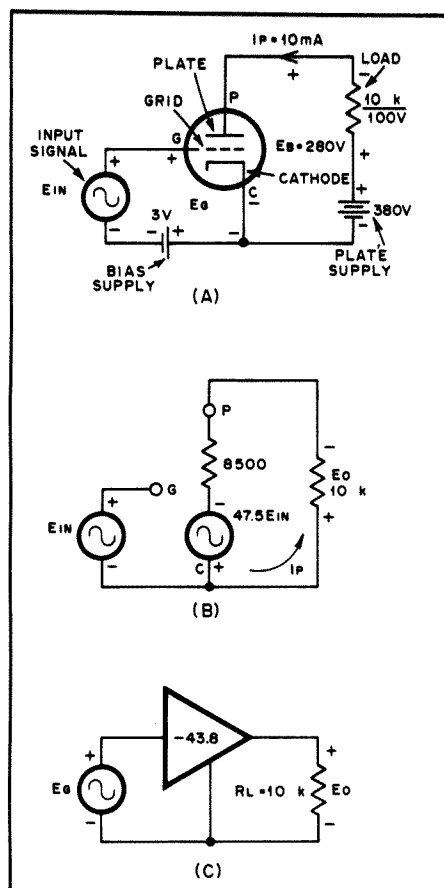 IP=10mA
PLATE
P
LOAD
GRID
10 k
100V
INPUT
SIGNAL
G
EB=280V
EIN
CATHODE
EG
C
3V
380V
BIAS
SUPPLY
PLATE
SUPPLY
(A)
P
8500
G
EO
10 k
EIN
47.5EIN
C
IP
(B)
-43.8
EG
RL=10 k
EO
(C)